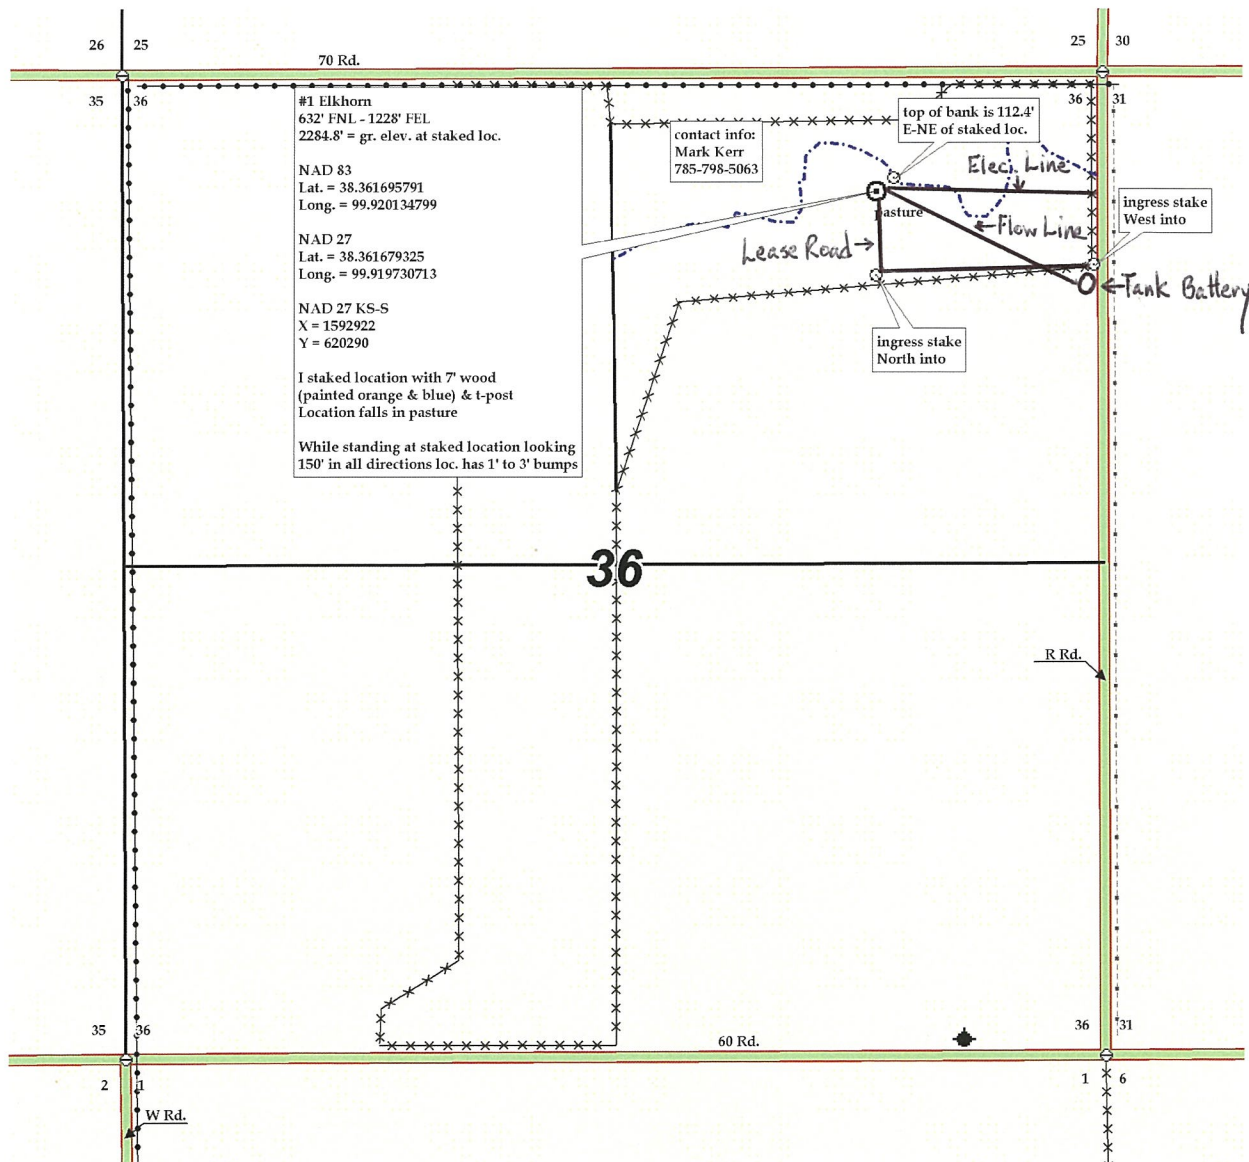 26 25
25 30
70 Rd.
35 36
36 31
#1 Elkhorn
632' FNL - 1228' FEL
2284.8' = gr. elev. at staked loc.
NAD 83
Lat. = 38.361695791
Long. = 99.920134799
NAD 27
Lat. = 38.361679325
Long. = 99.919730713
NAD 27 KS-S
X = 1592922
Y = 620290
I staked location with 7' wood
(painted orange & blue) & t-post
Location falls in pasture
While standing at staked location looking
150' in all directions loc. has 1' to 3' bumps
contact info:
Mark Kerr
785-798-5063
top of bank is 112.4'
E-NE of staked loc.
Elec. Line
ingress stake
West into
pasture
Flow Line
Lease Road
Tank Battery
ingress stake
North into
36
R Rd.
35 36
36 31
60 Rd.
2 1
1 6
W Rd.